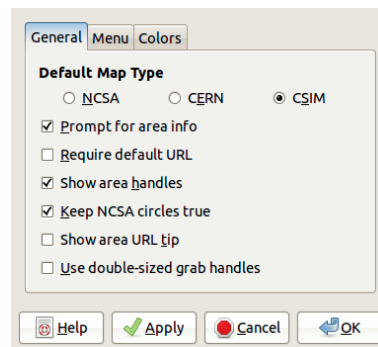 General Menu Colors
Default Map Type
NCSA CERN CSIM
Prompt for area info
Require default URL
Show area handles
Keep NCSA circles true
Show area URL tip
Use double-sized grab handles
Help Apply Cancel OK